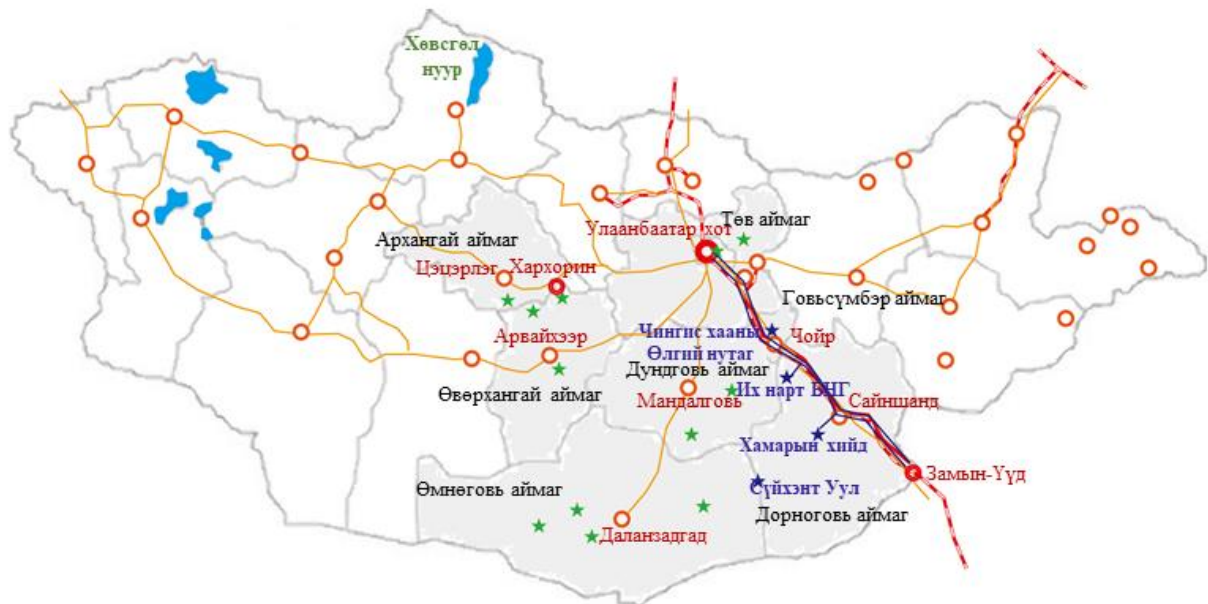 Хөвсгөл
нуур
Төв аймаг
Улаанбаатар хот
Архангай аймаг
Цэцэрлэг
Хархорин
Говьсүмбэр аймаг
Чингис хааны
Чойр
Арвайхээр
Өлгий нутаг
Дундговь аймаг
Их нарт БНГ
Өвөрхангай аймаг
Мандалговь
Сайншанд
Хамарын хийд
Замын-Үүд
Өмнөговь аймаг
Сүйхэнт Уул
Дорноговь аймаг
Даланзадгад